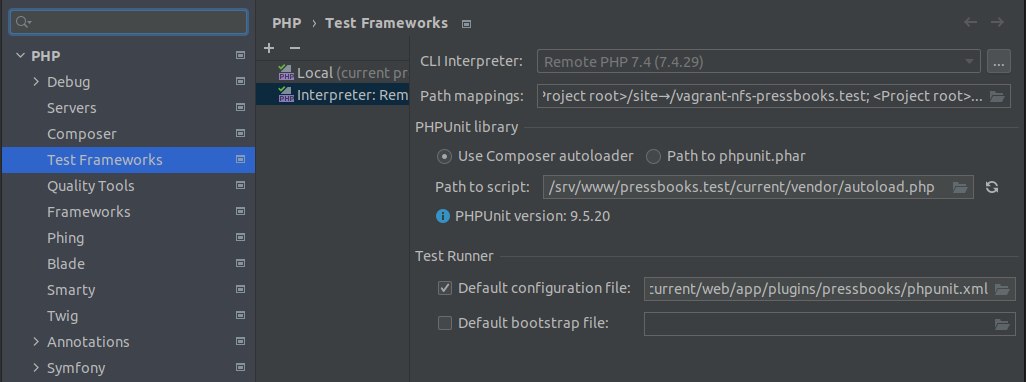 PHP › Test Frameworks
PHP
Debug
Servers
Composer
Test Frameworks
Quality Tools
Frameworks
Phing
Blade
Smarty
Twig
Annotations
Symfony
Local (current pr
Interpreter: Rem
CLI Interpreter: Remote PHP 7.4 (7.4.29) ...
Path mappings: Project root>/site→/vagrant-nfs-pressbooks.test; <Project root>...
PHPUnit library
Use Composer autoloader Path to phpunit.phar
Path to script: /srv/www/pressbooks.test/current/vendor/autoload.php
PHPUnit version: 9.5.20
Test Runner
Default configuration file: current/web/app/plugins/pressbooks/phpunit.xml
Default bootstrap file: